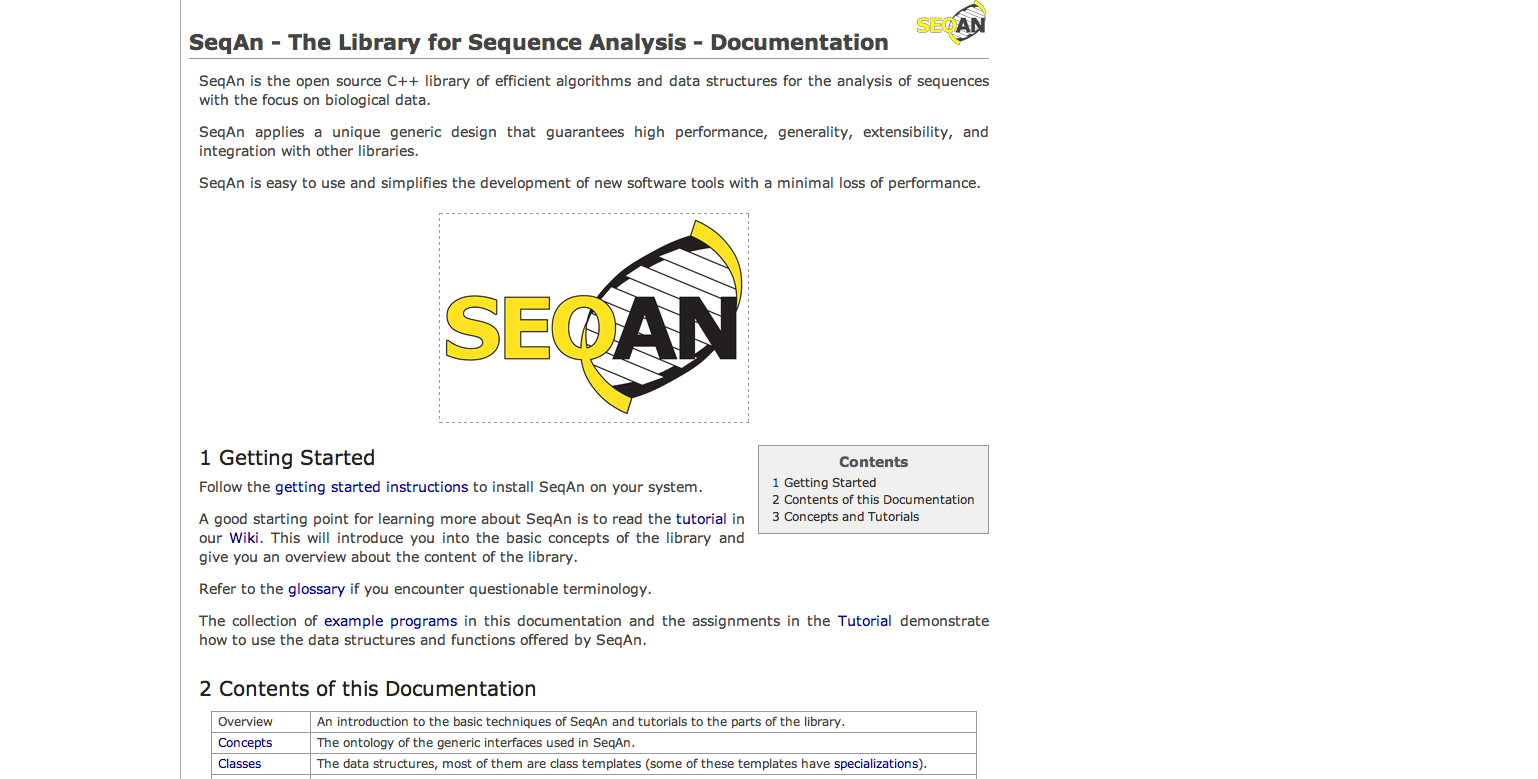 SEQAN
SeqAn - The Library for Sequence Analysis - Documentation
SeqAn is the open source C++ library of efficient algorithms and data structures for the analysis of sequences
with the focus on biological data.
SeqAn applies a unique generic design that guarantees high performance, generality, extensibility, and
integration with other libraries.
SeqAn is easy to use and simplifies the development of new software tools with a minimal loss of performance.
SEQAN
1 Getting Started
Follow the getting started instructions to install SeqAn on your system.
A good starting point for learning more about SeqAn is to read the tutorial in
our Wiki. This will introduce you into the basic concepts of the library and
give you an overview about the content of the library.
Contents
1 Getting Started
2 Contents of this Documentation
3 Concepts and Tutorials
Refer to the glossary if you encounter questionable terminology.
The collection of example programs in this documentation and the assignments in the Tutorial demonstrate
how to use the data structures and functions offered by SeqAn.
2 Contents of this Documentation
Overview An introduction to the basic techniques of SeqAn and tutorials to the parts of the library.
Concepts The ontology of the generic interfaces used in SeqAn.
Classes The data structures, most of them are class templates (some of these templates have specializations).